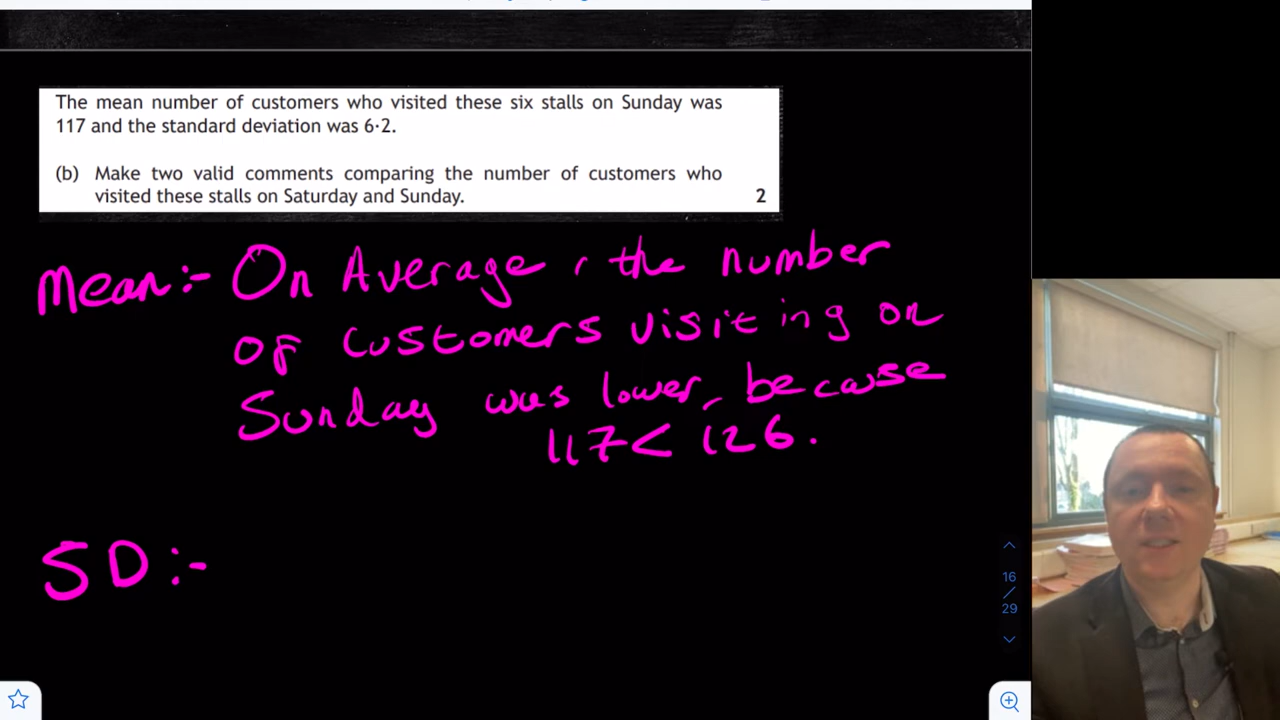 The mean number of customers who visited these six stalls on Sunday was
117 and the standard deviation was 6·2.
(b) Make two valid comments comparing the number of customers who
visited these stalls on Saturday and Sunday. 2
Mean:- On Average, the number
of customers visiting on
Sunday was lower, because
117 < 126.
SD:-
16
/
29